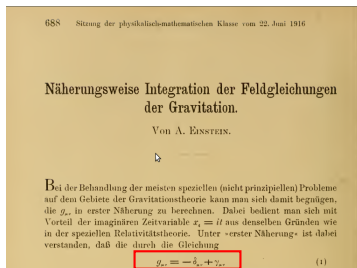 688 Sitzung der physikalisch-mathematischen Klasse vom 22. Juni 1916
Näherungsweise Integration der Feldgleichungen
der Gravitation.
Von A. Einstein.
Bei der Behandlung der meisten speziellen (nicht prinzipiellen) Probleme
auf dem Gebiete der Gravitationstheorie kann man sich damit begnügen,
die g_μν in erster Näherung zu berechnen. Dabei bedient man sich mit
Vorteil der imaginären Zeitvariable x₄ = it aus denselben Gründen wie
in der speziellen Relativitätstheorie. Unter »erster Näherung« ist dabei
verstanden, daß die durch die Gleichung
g_μν = − δ_μν + γ_μν (1)